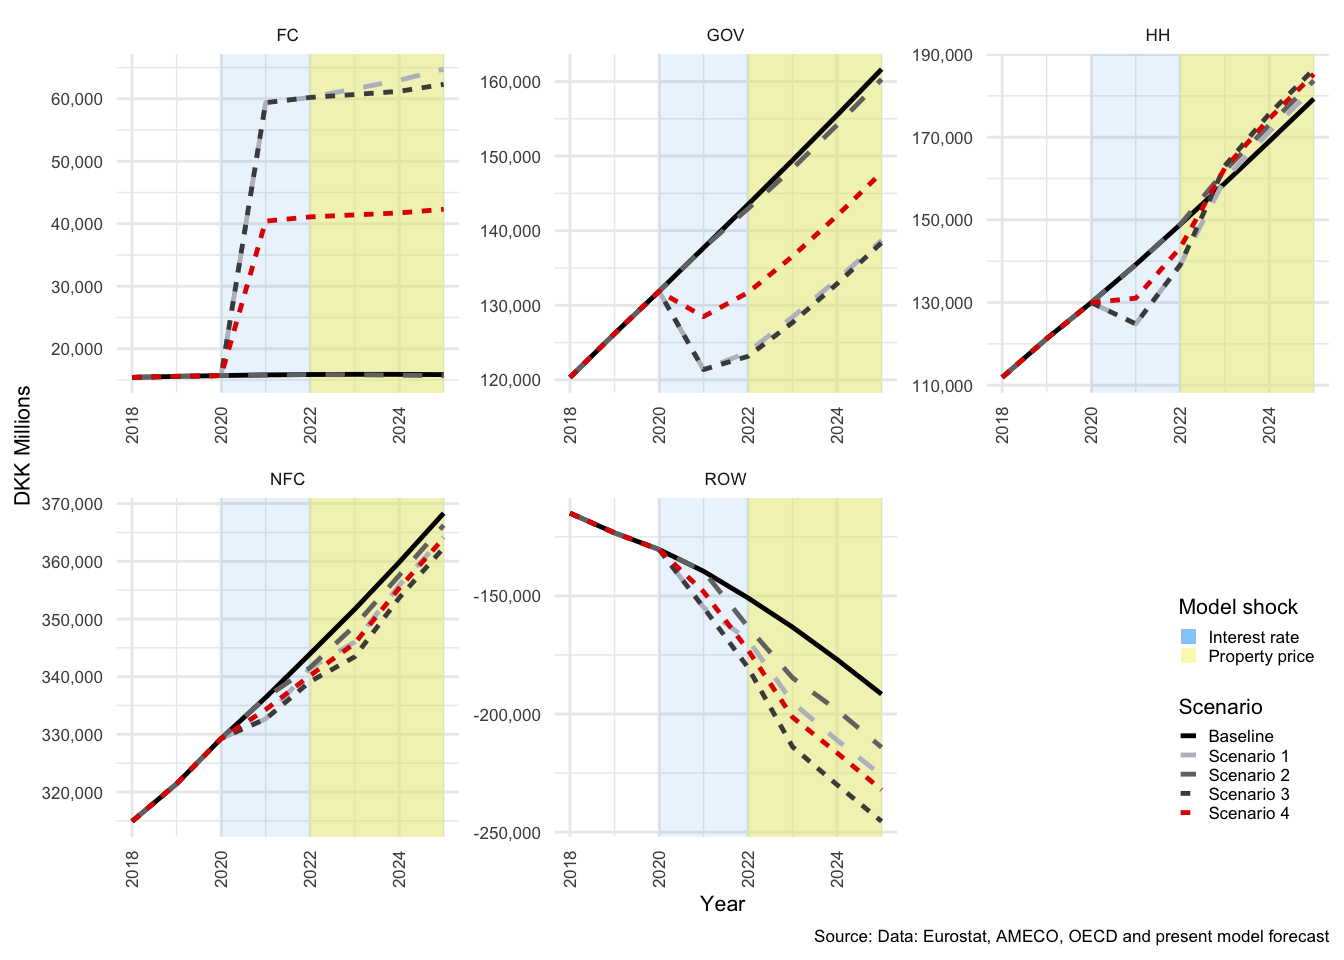 FC
GOV
HH
60,000
50,000
40,000
30,000
20,000
2018
2020
2022
2024
160,000
150,000
140,000
130,000
120,000
2018
2020
2022
2024
190,000
170,000
150,000
130,000
110,000
2018
2020
2022
2024
DKK Millions
NFC
ROW
370,000
360,000
350,000
340,000
330,000
320,000
2018
2020
2022
2024
-150,000
-200,000
-250,000
2018
2020
2022
2024
Year
Model shock
Interest rate
Property price
Scenario
Baseline
Scenario 1
Scenario 2
Scenario 3
Scenario 4
Source: Data: Eurostat, AMECO, OECD and present model forecast